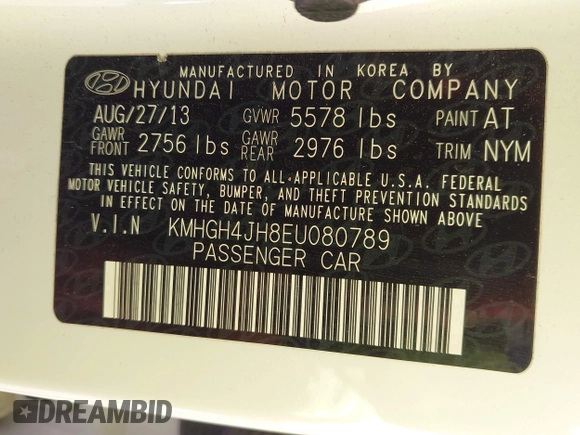 MANUFACTURED IN KOREA BY
HYUNDAI MOTOR COMPANY
AUG/27/13 GVWR 5578 lbs PAINT AT
GAWR FRONT 2756 lbs GAWR REAR 2976 lbs TRIM NYM
THIS VEHICLE CONFORMS TO ALL APPLICABLE U.S.A. FEDERAL
MOTOR VEHICLE SAFETY, BUMPER, AND THEFT PREVENTION STANDARDS
IN EFFECT ON THE DATE OF MANUFACTURE SHOWN ABOVE
V.I.N KMHGH4JH8EU080789
PASSENGER CAR
DREAMBID